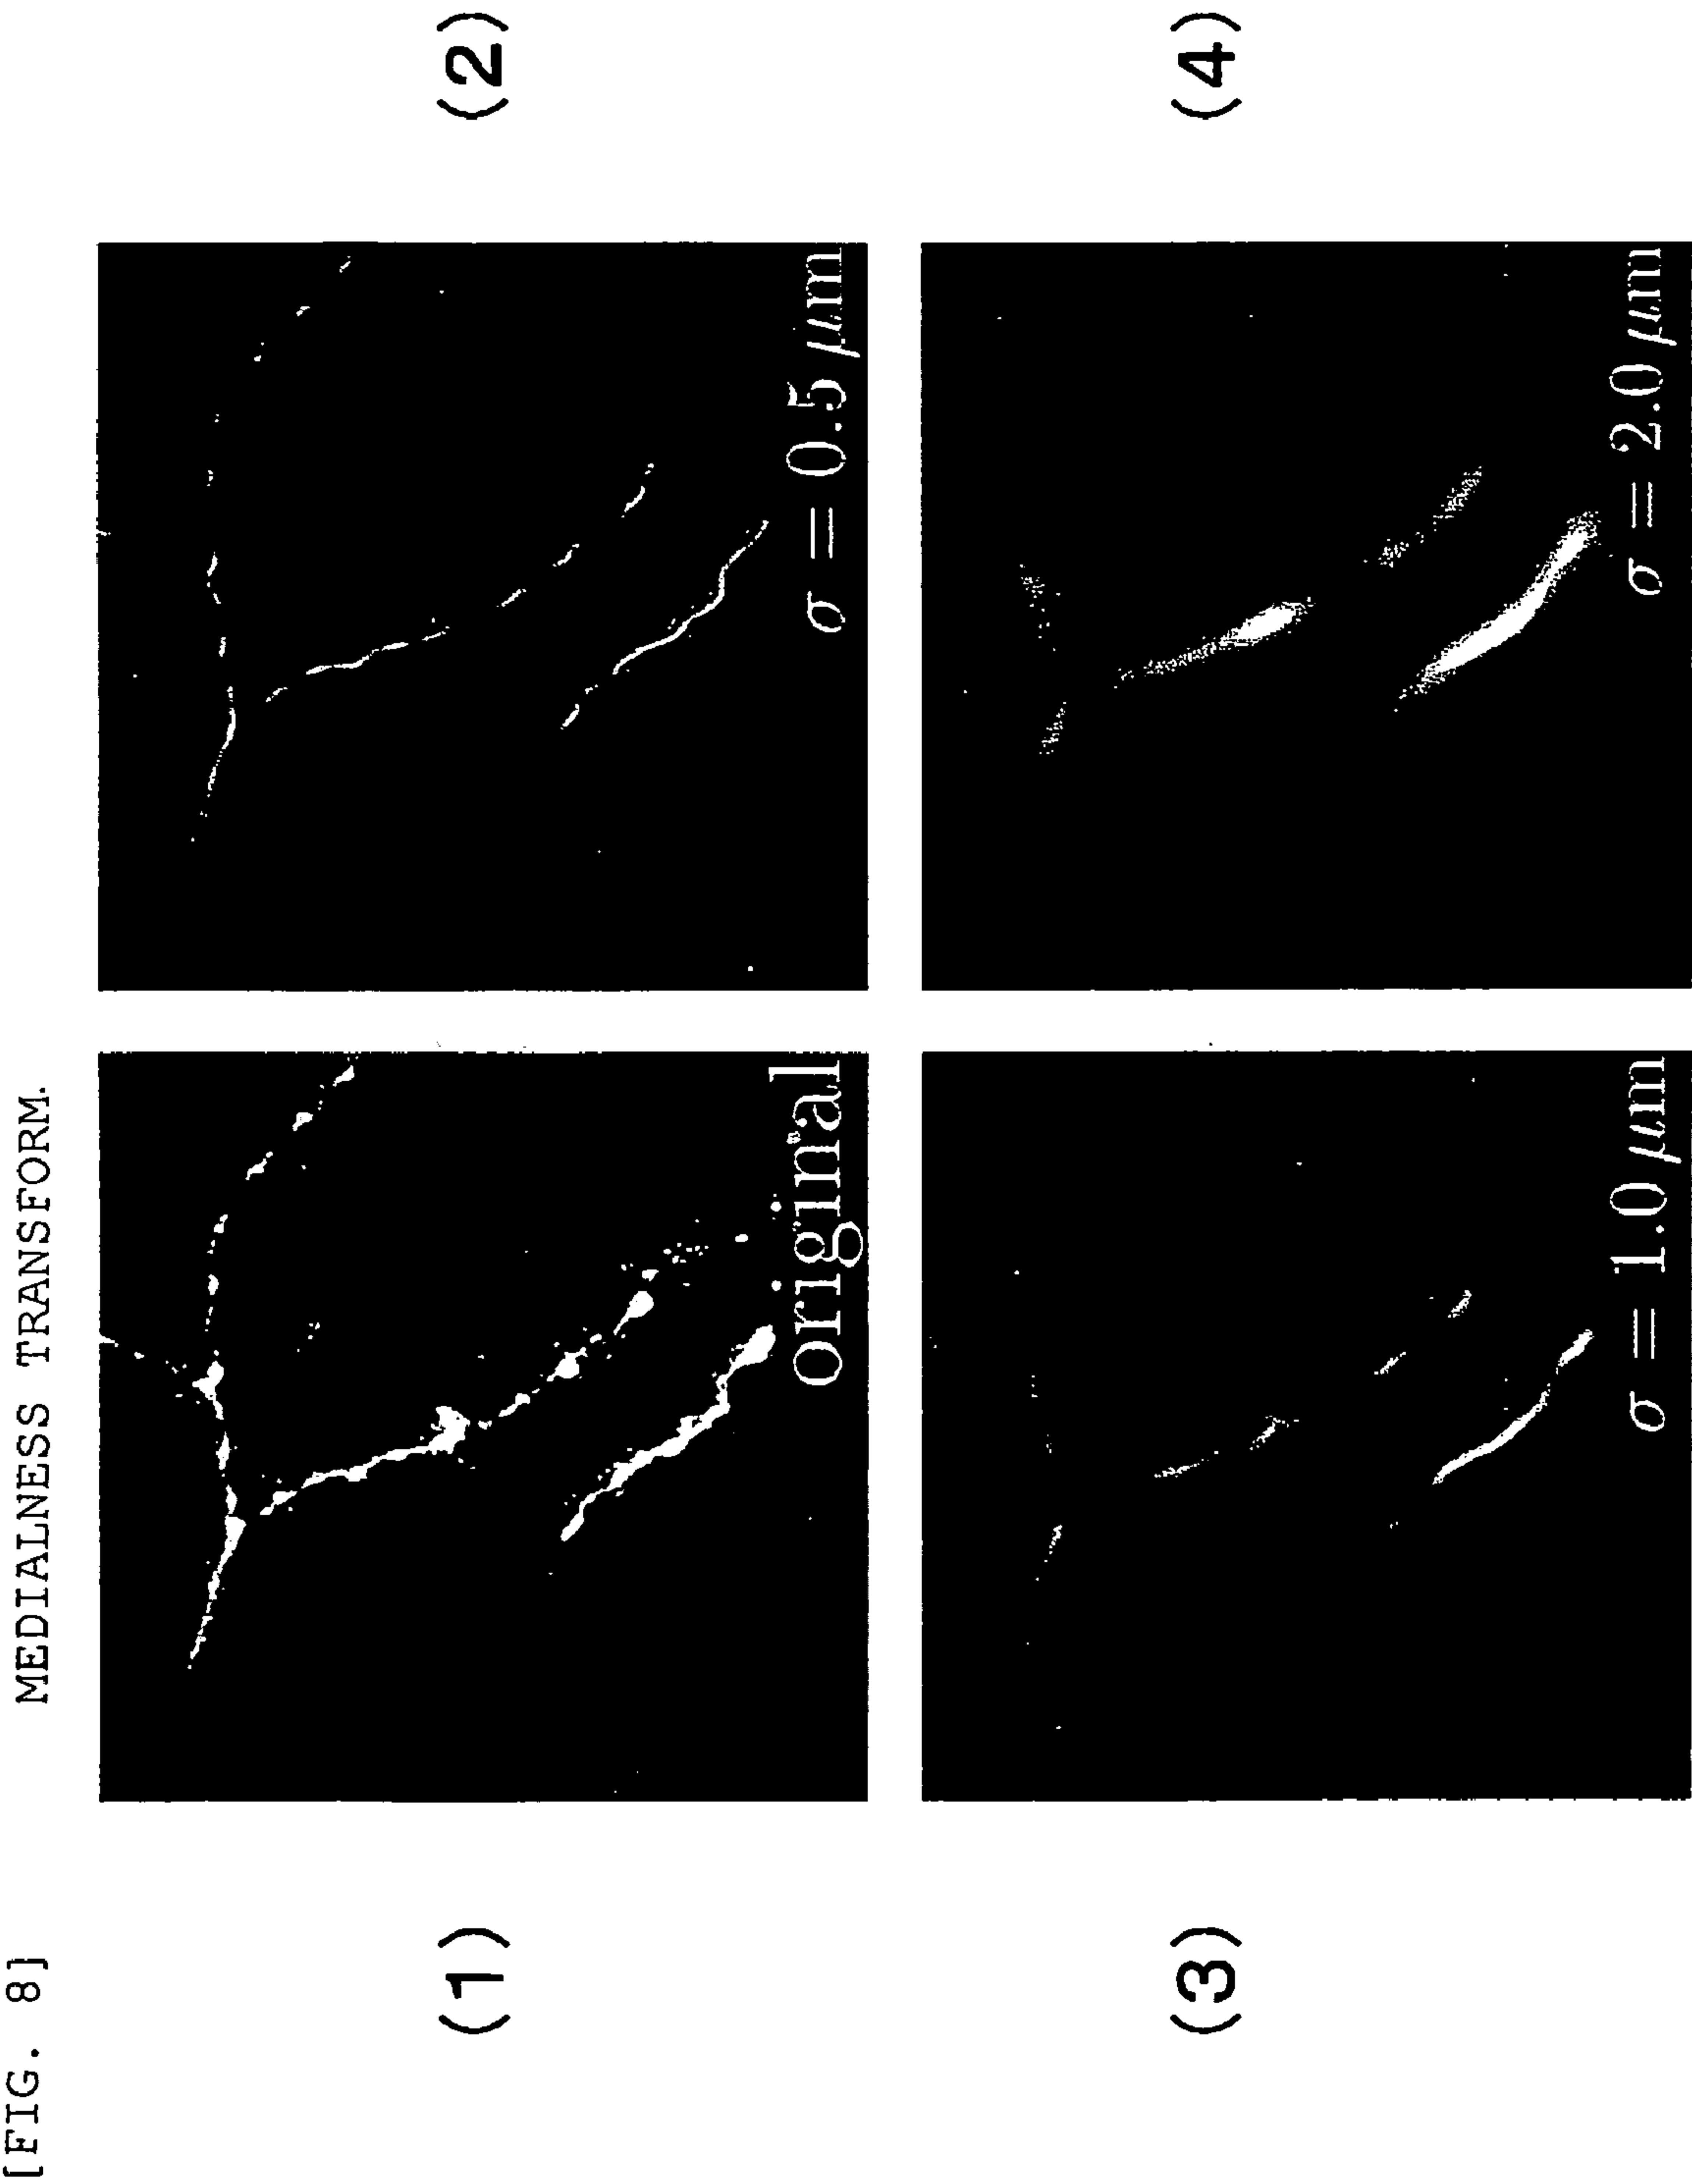 [FIG. 8]
MEDIALNESS TRANSFORM.
(1)
original
σ = 0.5 μm
(2)
(3)
σ = 1.0 μm
σ = 2.0 μm
(4)